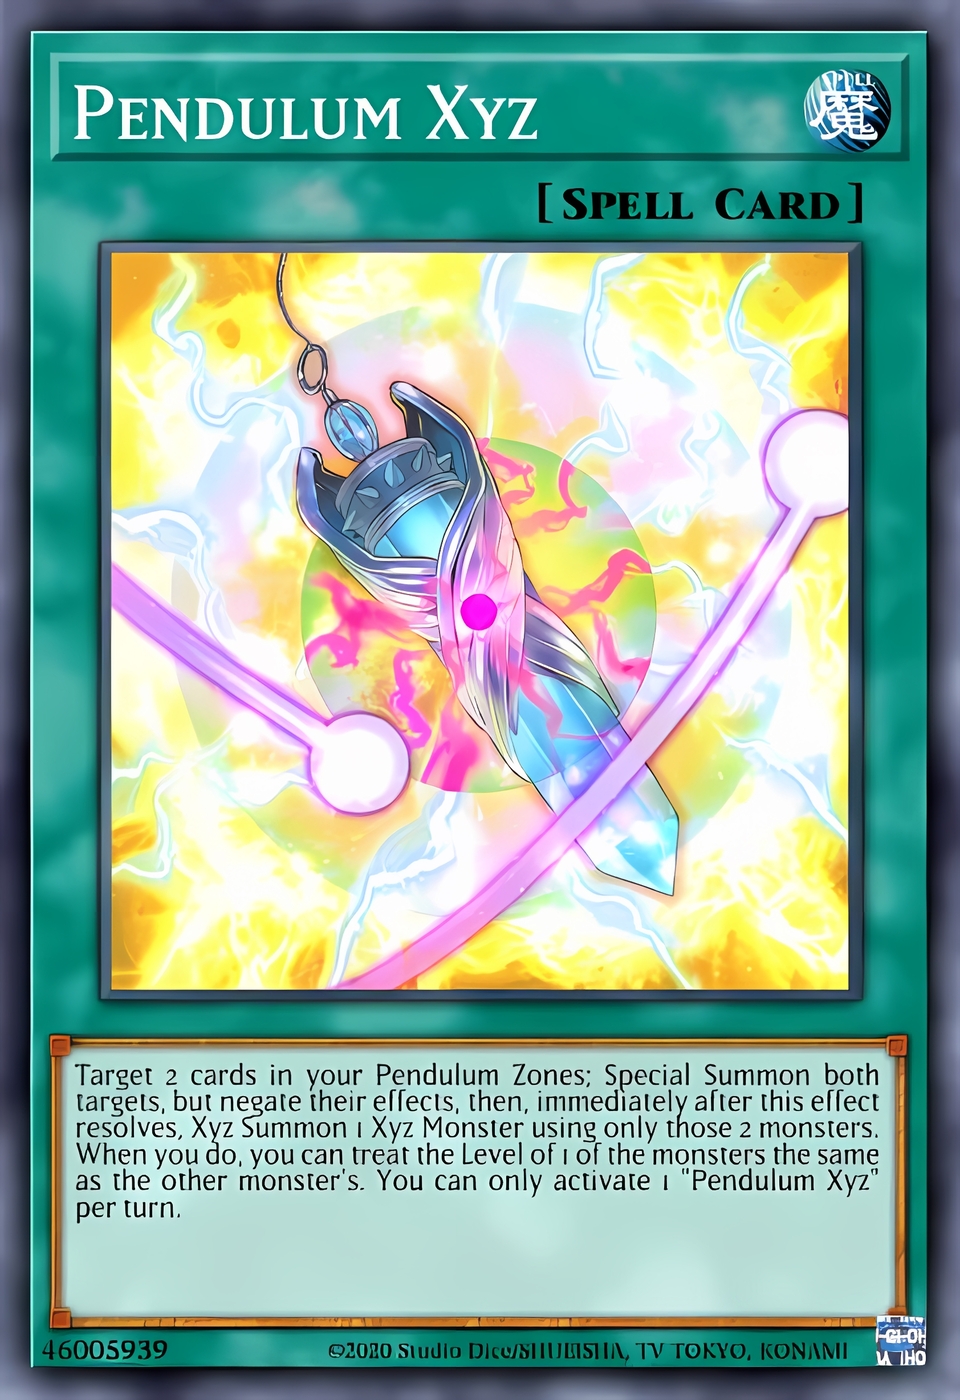 Pendulum Xyz
魔
[Spell Card]
Target 2 cards in your Pendulum Zones; Special Summon both
targets, but negate their effects, then, immediately after this effect
resolves, Xyz Summon 1 Xyz Monster using only those 2 monsters.
When you do, you can treat the Level of 1 of the monsters the same
as the other monster's. You can only activate 1 "Pendulum Xyz"
per turn.
46005939
©2020 Studio Dice/SHUEISHA, TV TOKYO, KONAMI